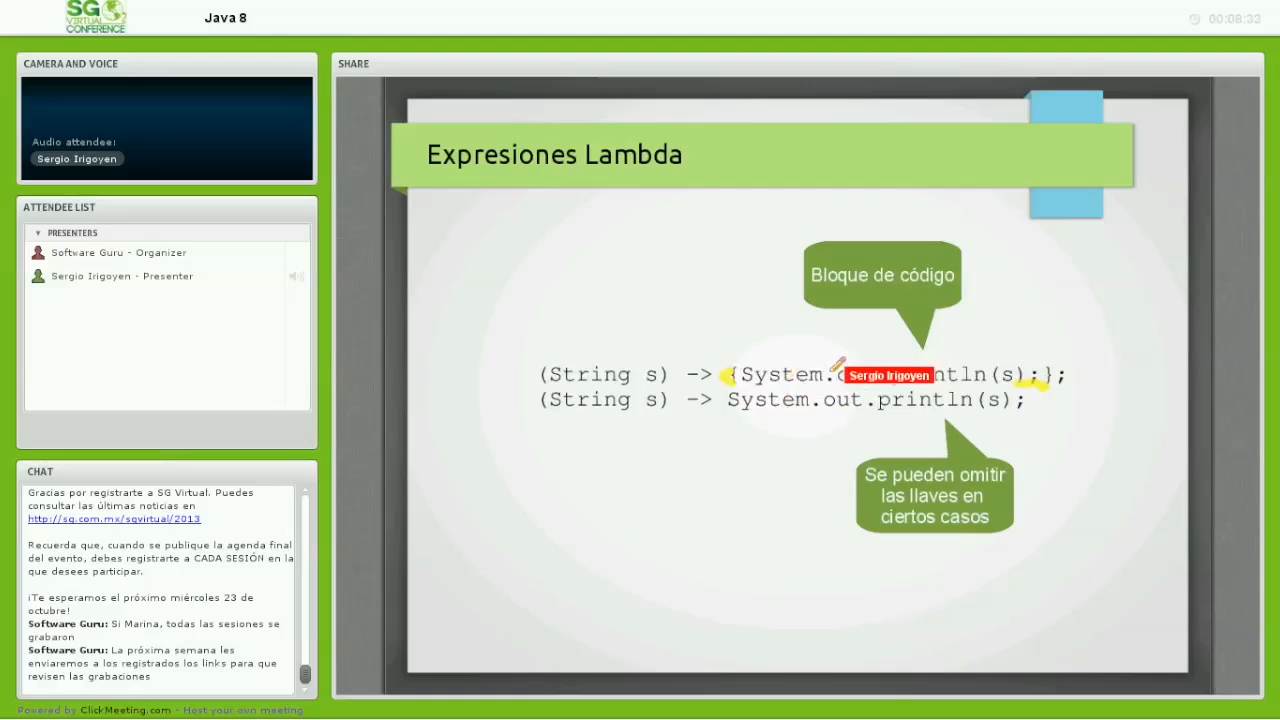 SG
VIRTUAL
CONFERENCE
Java 8
00:08:33
CAMERA AND VOICE
Audio attendee:
Sergio Irigoyen
ATTENDEE LIST
PRESENTERS
Software Guru - Organizer
Sergio Irigoyen - Presenter
CHAT
Gracias por registrarte a SG Virtual. Puedes
consultar las últimas noticias en
http://sg.com.mx/sgvirtual/2013
Recuerda que, cuando se publique la agenda final
del evento, debes registrarte a CADA SESIÓN en la
que desees participar.
¡Te esperamos el próximo miércoles 23 de
octubre!
Software Guru: Si Marina, todas las sesiones se
grabaron
Software Guru: La próxima semana les
enviaremos a los registrados los links para que
revisen las grabaciones
Powered by ClickMeeting.com - Host your own meeting
SHARE
Expresiones Lambda
Bloque de código
(String s) -> {System. Sergio Irigoyen ntln(s);};
(String s) -> System.out.println(s);
Se pueden omitir
las llaves en
ciertos casos